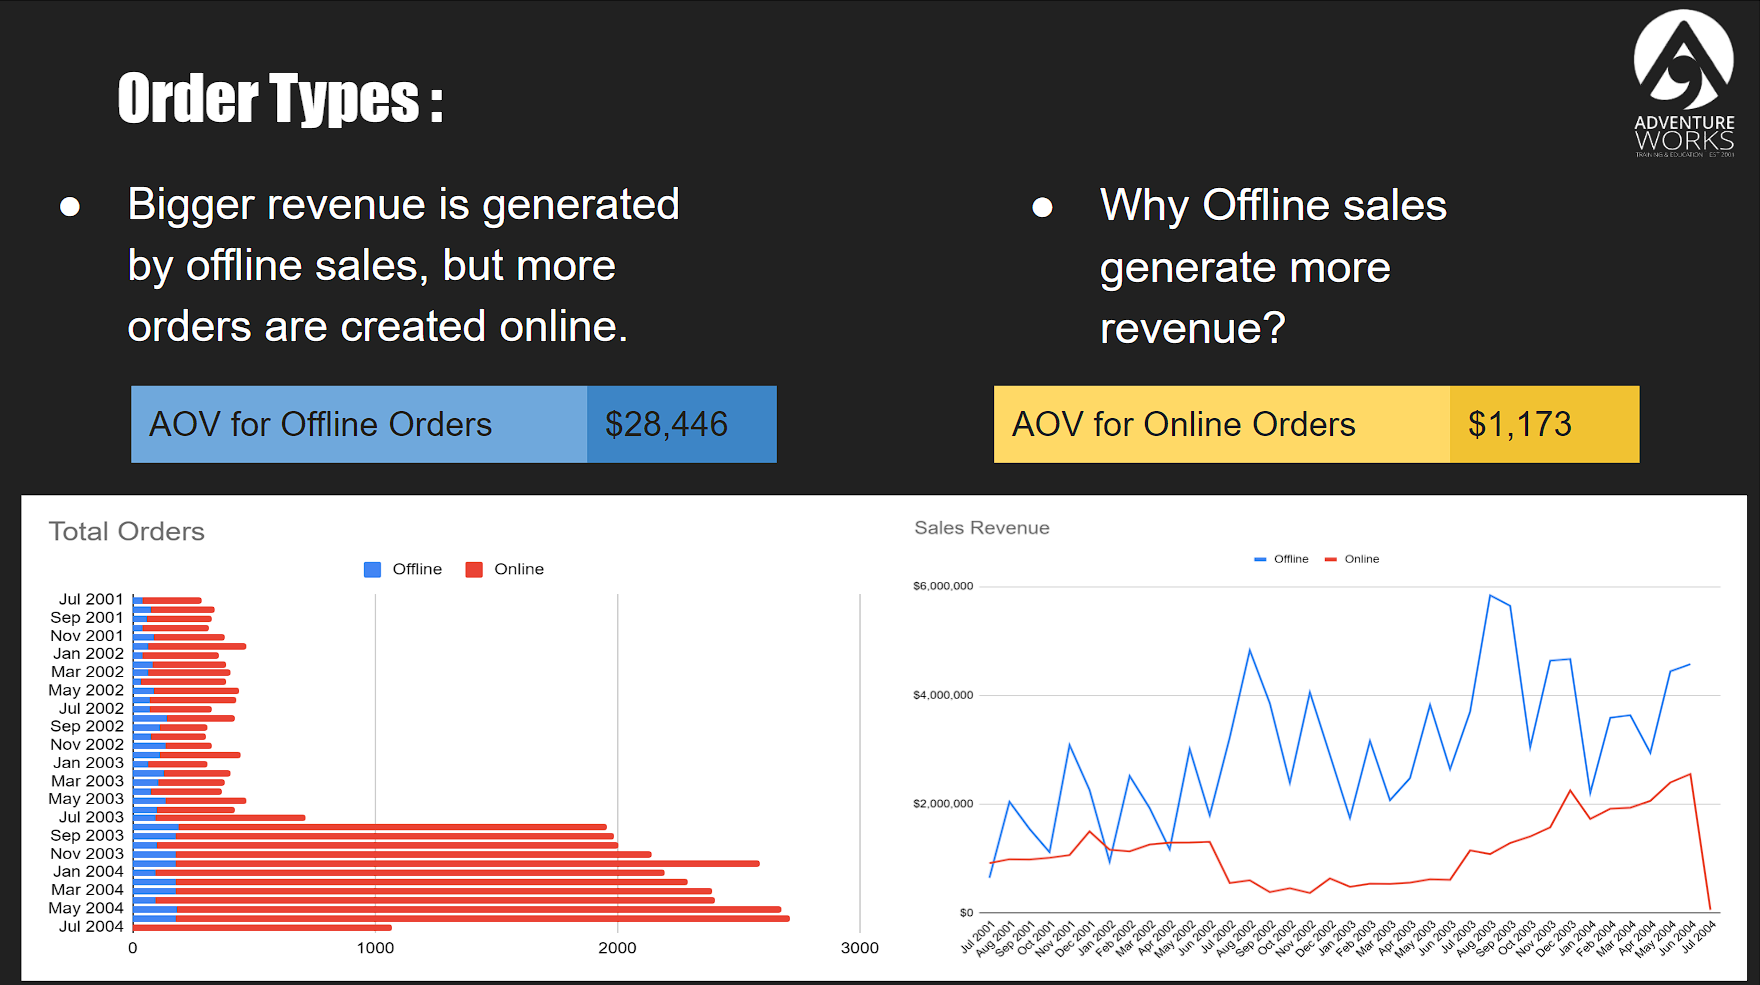 Order Types :
ADVENTURE
WORKS
TRAINING & EDUCATION EST 2003
● Bigger revenue is generated
by offline sales, but more
orders are created online.
● Why Offline sales
generate more
revenue?
AOV for Offline Orders $28,446
AOV for Online Orders $1,173
Total Orders
Offline Online
Jul 2001
Sep 2001
Nov 2001
Jan 2002
Mar 2002
May 2002
Jul 2002
Sep 2002
Nov 2002
Jan 2003
Mar 2003
May 2003
Jul 2003
Sep 2003
Nov 2003
Jan 2004
Mar 2004
May 2004
Jul 2004
0 1000 2000 3000
Sales Revenue
Offline Online
$6,000,000
$4,000,000
$2,000,000
$0
Jul 2001
Aug 2001
Sep 2001
Oct 2001
Nov 2001
Dec 2001
Jan 2002
Feb 2002
Mar 2002
Apr 2002
May 2002
Jun 2002
Jul 2002
Aug 2002
Sep 2002
Oct 2002
Nov 2002
Dec 2002
Jan 2003
Feb 2003
Mar 2003
Apr 2003
May 2003
Jun 2003
Jul 2003
Aug 2003
Sep 2003
Oct 2003
Nov 2003
Dec 2003
Jan 2004
Feb 2004
Mar 2004
Apr 2004
May 2004
Jun 2004
Jul 2004